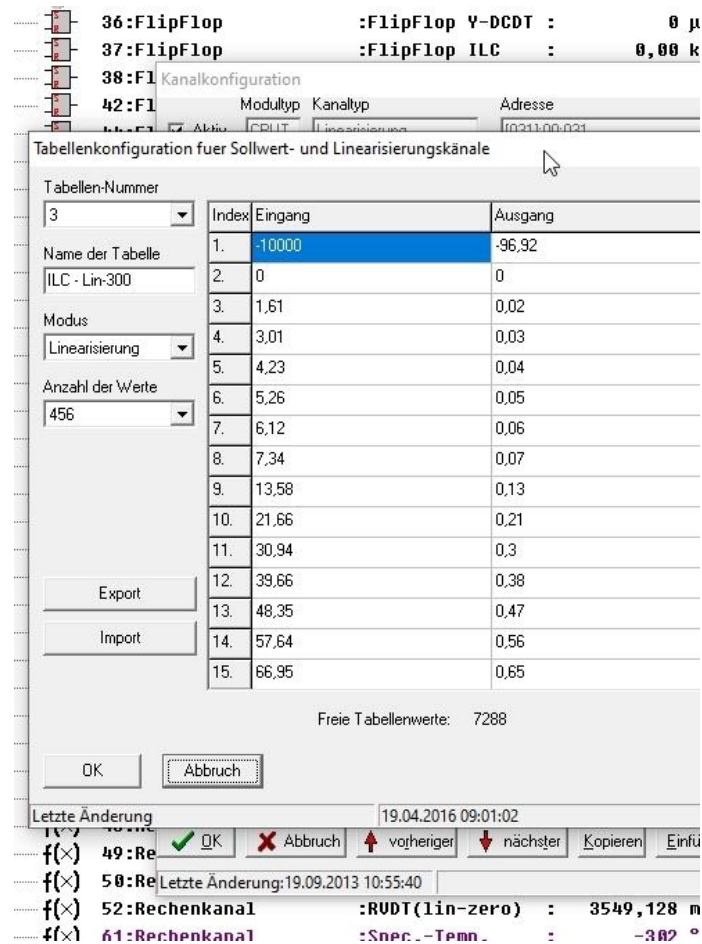 36:FlipFlop :FlipFlop Y-DCDT : 0 µ
37:FlipFlop :FlipFlop ILC : 0,00 k
38:Fl
Kanalkonfiguration
42:Fl
Modultyp Kanaltyp Adresse
Aktiv CPUT Linearisierung [031]:00:031
Tabellenkonfiguration fuer Sollwert- und Linearisierungskänale
Tabellen-Nummer
3
Name der Tabelle
ILC - Lin-300
Modus
Linearisierung
Anzahl der Werte
456
Export
Import
Index Eingang Ausgang
1. -10000 -96,92
2. 0 0
3. 1,61 0,02
4. 3,01 0,03
5. 4,23 0,04
6. 5,26 0,05
7. 6,12 0,06
8. 7,34 0,07
9. 13,58 0,13
10. 21,66 0,21
11. 30,94 0,3
12. 39,66 0,38
13. 48,35 0,47
14. 57,64 0,56
15. 66,95 0,65
Freie Tabellenwerte: 7288
OK Abbruch
Letzte Änderung 19.04.2016 09:01:02
f(x) 49:Re
OK Abbruch vorheriger nächster Kopieren Einfü
f(x) 50:Re
Letzte Änderung:19.09.2013 10:55:40
f(x) 52:Rechenkanal :RVDT(lin-zero) : 3549,128 m
f(x) 61:Rechenkanal :Spec.-Temp. : -302 °